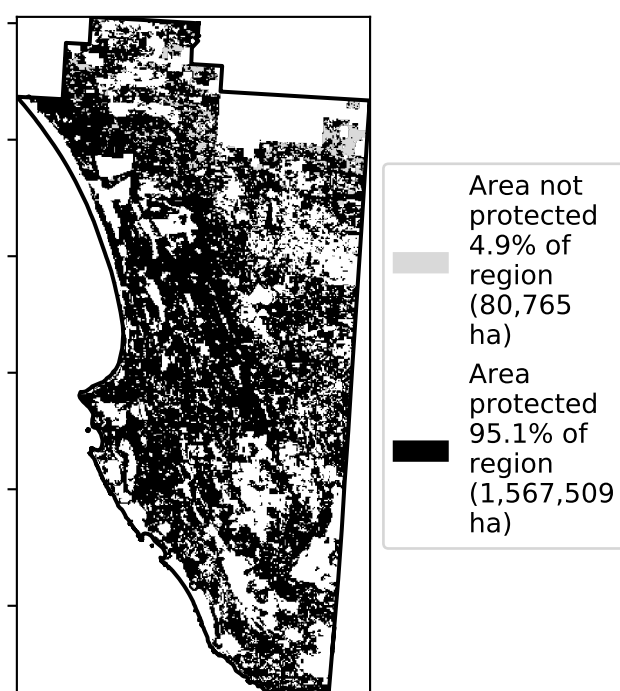 Area not
protected
4.9% of
region
(80,765
ha)
Area
protected
95.1% of
region
(1,567,509
ha)